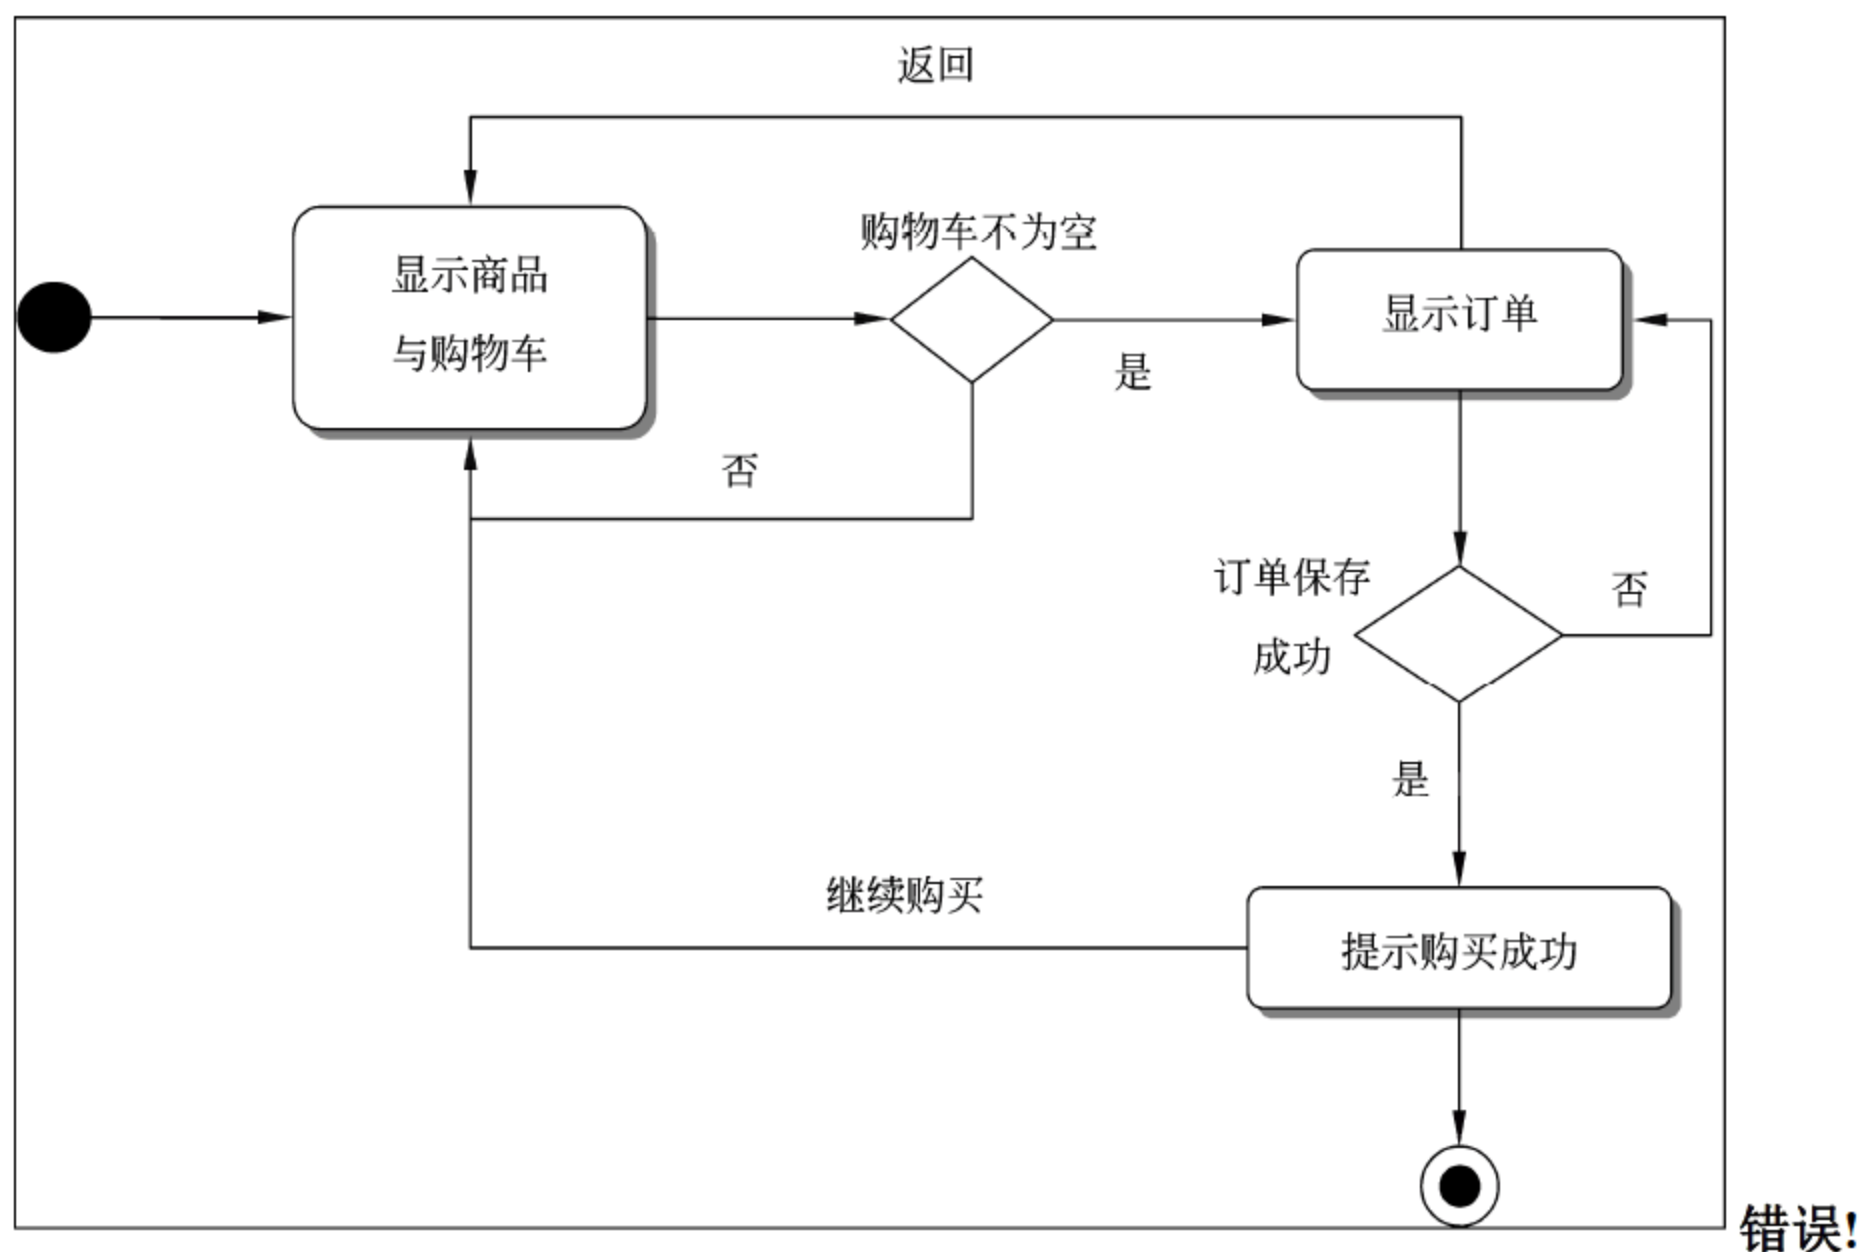 返回
购物车不为空
显示商品
与购物车
显示订单
是
否
订单保存
成功
否
是
继续购买
提示购买成功
错误!